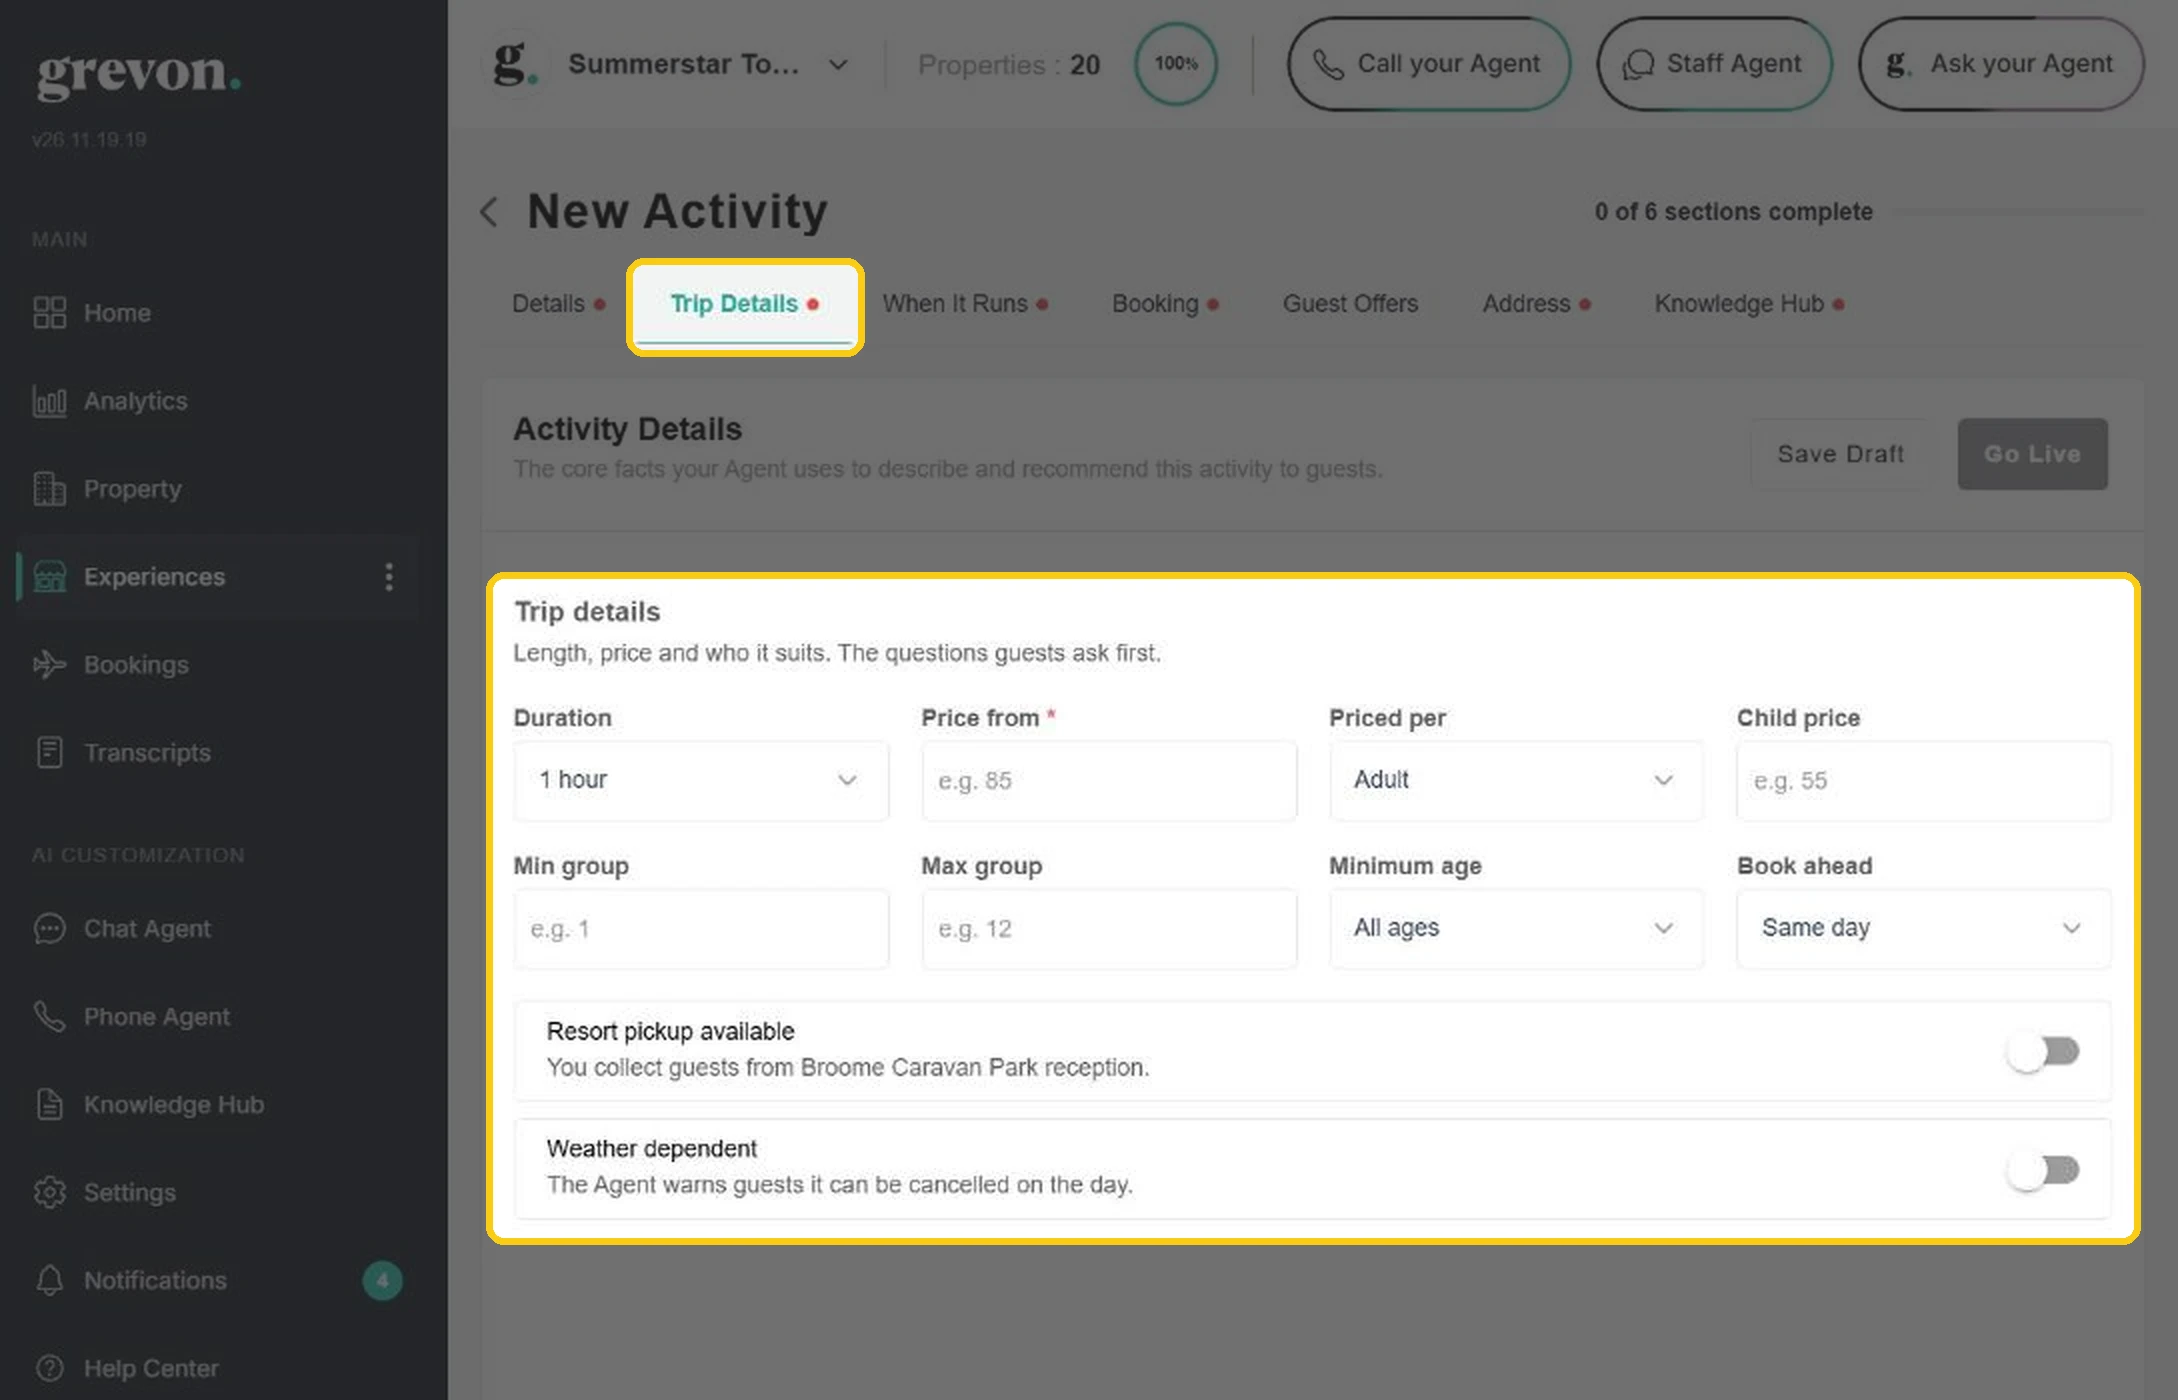 grevon.
v26.11.19.19
MAIN
Home
Analytics
Property
Experiences
Bookings
Transcripts
AI CUSTOMIZATION
Chat Agent
Phone Agent
Knowledge Hub
Settings
Notifications 4
Help Center
g. Summerstar To... Properties : 20 100% Call your Agent Staff Agent g. Ask your Agent
New Activity 0 of 6 sections complete
Details Trip Details When It Runs Booking Guest Offers Address Knowledge Hub
Activity Details
The core facts your Agent uses to describe and recommend this activity to guests.
Save Draft Go Live
Trip details
Length, price and who it suits. The questions guests ask first.
Duration Price from * Priced per Child price
1 hour e.g. 85 Adult e.g. 55
Min group Max group Minimum age Book ahead
e.g. 1 e.g. 12 All ages Same day
Resort pickup available
You collect guests from Broome Caravan Park reception.
Weather dependent
The Agent warns guests it can be cancelled on the day.